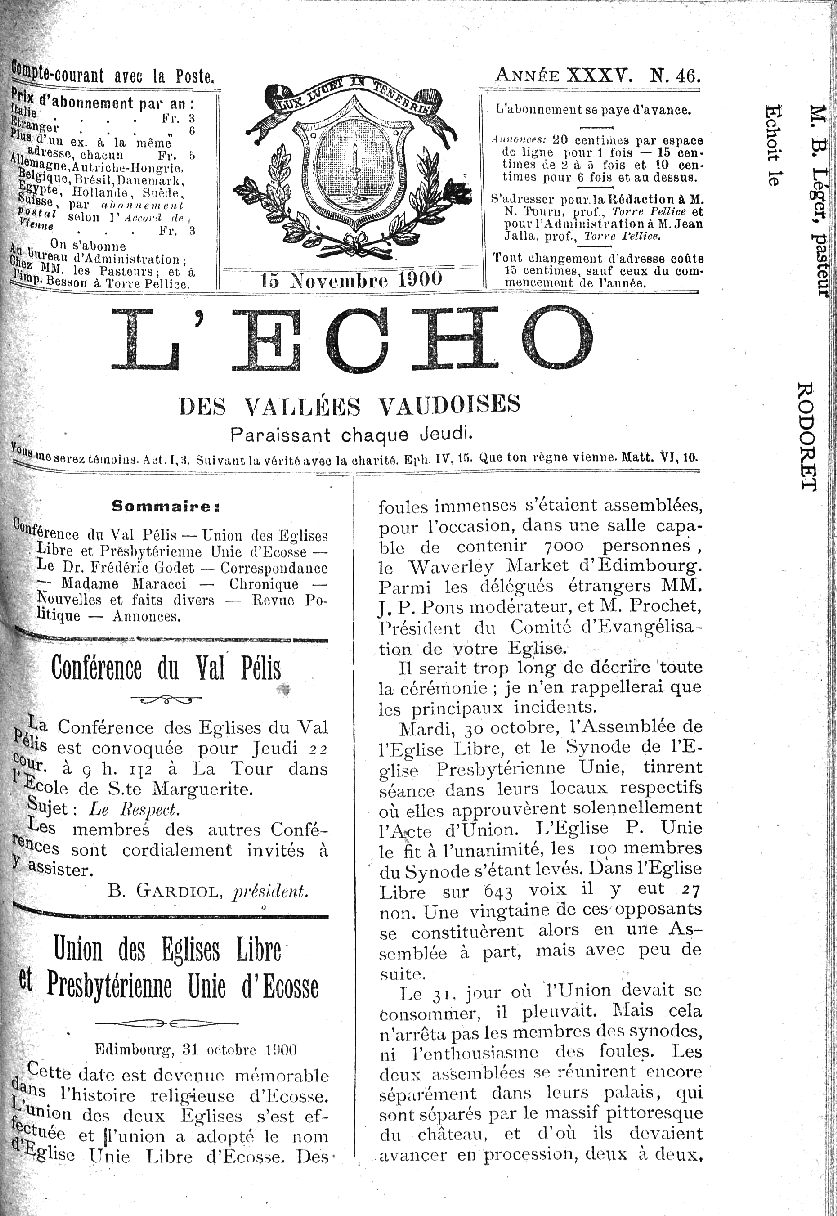 Compte-courant avec la Poste.
Prix d'abonnement par an :
Italie . . . . Fr. 3
Etranger . . . „ 6
Plus d'un ex. à la même
adresse, chacun Fr. 5
Allemagne, Autriche-Hongrie,
Belgique, Brésil, Danemark,
Egypte, Hollande, Suède,
Suisse, par abonnement
postal selon l'Accord de
Vienne . . . . Fr. 3
On s'abonne
Au bureau d'Administration ;
Chez MM. les Pasteurs; et à
l'imp. Besson à Torre Pellice.
LUX LUCET IN TENEBRIS
15 Novembre 1900
ANNÉE XXXV. N. 46.
L'abonnement se paye d'avance.
Annonces: 20 centimes par espace
de ligne pour 1 fois — 15 cen-
times de 2 à 5 fois et 10 cen-
times pour 6 fois et au dessus.
S'adresser pour la Rédaction à M.
N. Tourn, prof., Torre Pellice et
pour l'Administration à M. Jean
Jalla, prof., Torre Pellice.
Tout changement d'adresse coûte
15 centimes, sauf ceux du com-
mencement de l'année.
M. B. Léger, pasteur
RODORET
Echoit le
L'ECHO
DES VALLÉES VAUDOISES
Paraissant chaque Jeudi.
Vous me serez témoins. Act. I, 3. Suivant la vérité avec la charité. Eph. IV, 15. Que ton règne vienne. Matt. VI, 10.
Sommaire:
Conférence du Val Pélis — Union des Eglises
Libre et Presbytérienne Unie d'Ecosse —
Le Dr. Frédéric Godet — Correspondance
— Madame Maracci — Chronique —
Nouvelles et faits divers — Revue Po-
litique — Annonces.
Conférence du Val Pélis
La Conférence des Eglises du Val
Pélis est convoquée pour Jeudi 22
cour. à 9 h. 1|2 à La Tour dans
l'Ecole de S.te Marguerite.
Sujet : Le Respect.
Les membres des autres Confé-
rences sont cordialement invités à
y assister.
B. GARDIOL, président.
Union des Eglises Libre
et Presbytérienne Unie d'Ecosse
Edimbourg, 31 octobre 1900
Cette date est devenue mémorable
dans l'histoire religieuse d'Ecosse.
L'union des deux Eglises s'est ef-
fectuée et l'union a adopté le nom
d'Eglise Unie Libre d'Ecosse. Des
foules immenses s'étaient assemblées,
pour l'occasion, dans une salle capa-
ble de contenir 7000 personnes,
le Waverley Market d'Edimbourg.
Parmi les délégués étrangers MM.
J. P. Pons modérateur, et M. Prochet,
Président du Comité d'Evangélisa-
tion de votre Eglise.
Il serait trop long de décrire toute
la cérémonie ; je n'en rappellerai que
les principaux incidents.
Mardi, 30 octobre, l'Assemblée de
l'Eglise Libre, et le Synode de l'E-
glise Presbytérienne Unie, tinrent
séance dans leurs locaux respectifs
où elles approuvèrent solennellement
l'Acte d'Union. L'Eglise P. Unie
le fit à l'unanimité, les 190 membres
du Synode s'étant levés. Dans l'Eglise
Libre sur 643 voix il y eut 27
non. Une vingtaine de ces opposants
se constituèrent alors en une As-
semblée à part, mais avec peu de
suite.
Le 31. jour où l'Union devait se
consommer, il pleuvait. Mais cela
n'arrêta pas les membres des synodes,
ni l'enthousiasme des foules. Les
deux assemblées se réunirent encore
séparément dans leurs palais, qui
sont séparés par le massif pittoresque
du château, et d'où ils devaient
avancer en procession, deux à deux,